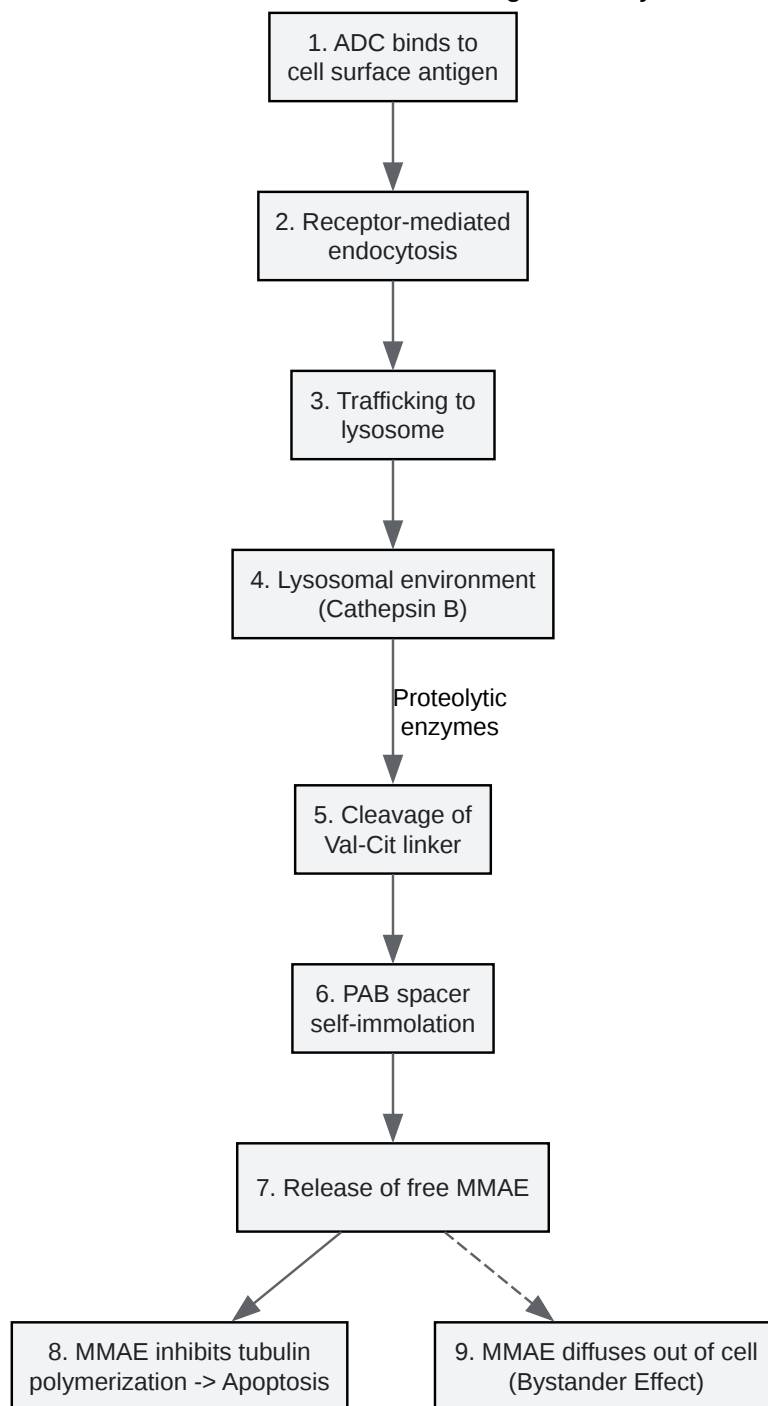 1. ADC binds to
cell surface antigen
2. Receptor-mediated
endocytosis
3. Trafficking to
lysosome
4. Lysosomal environment
(Cathepsin B)
Proteolytic
enzymes
5. Cleavage of
Val-Cit linker
6. PAB spacer
self-immolation
7. Release of free MMAE
8. MMAE inhibits tubulin
polymerization -> Apoptosis
9. MMAE diffuses out of cell
(Bystander Effect)